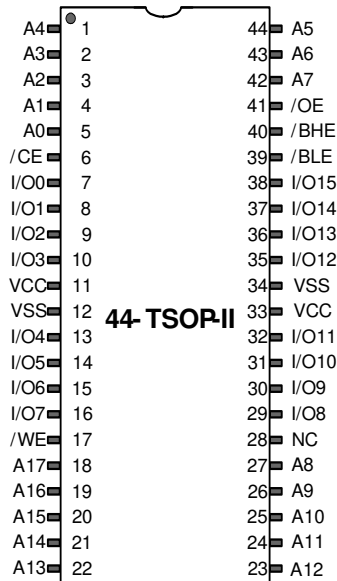 A4 1 44 A5
A3 2 43 A6
A2 3 42 A7
A1 4 41 /OE
A0 5 40 /BHE
/CE 6 39 /BLE
I/O0 7 38 I/O15
I/O1 8 37 I/O14
I/O2 9 36 I/O13
I/O3 10 35 I/O12
VCC 11 34 VSS
VSS 12 33 VCC
44- TSOP-II
I/O4 13 32 I/O11
I/O5 14 31 I/O10
I/O6 15 30 I/O9
I/O7 16 29 I/O8
/WE 17 28 NC
A17 18 27 A8
A16 19 26 A9
A15 20 25 A10
A14 21 24 A11
A13 22 23 A12